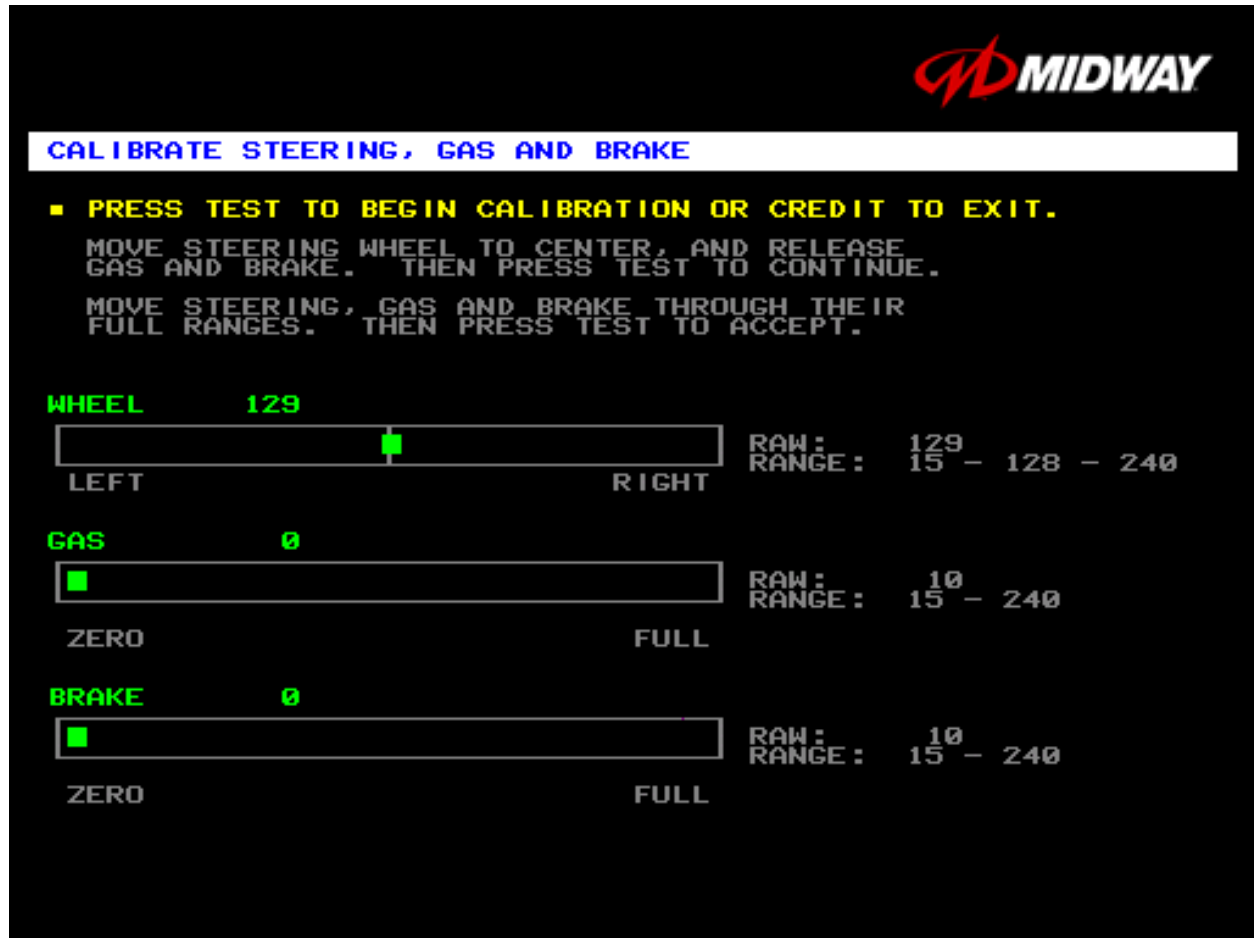 MIDWAY
CALIBRATE STEERING, GAS AND BRAKE
PRESS TEST TO BEGIN CALIBRATION OR CREDIT TO EXIT.
MOVE STEERING WHEEL TO CENTER, AND RELEASE
GAS AND BRAKE. THEN PRESS TEST TO CONTINUE.
MOVE STEERING, GAS AND BRAKE THROUGH THEIR
FULL RANGES. THEN PRESS TEST TO ACCEPT.
WHEEL 129
RAW: 129
RANGE: 15 - 128 - 240
LEFT RIGHT
GAS 0
RAW: 10
RANGE: 15 - 240
ZERO FULL
BRAKE 0
RAW: 10
RANGE: 15 - 240
ZERO FULL